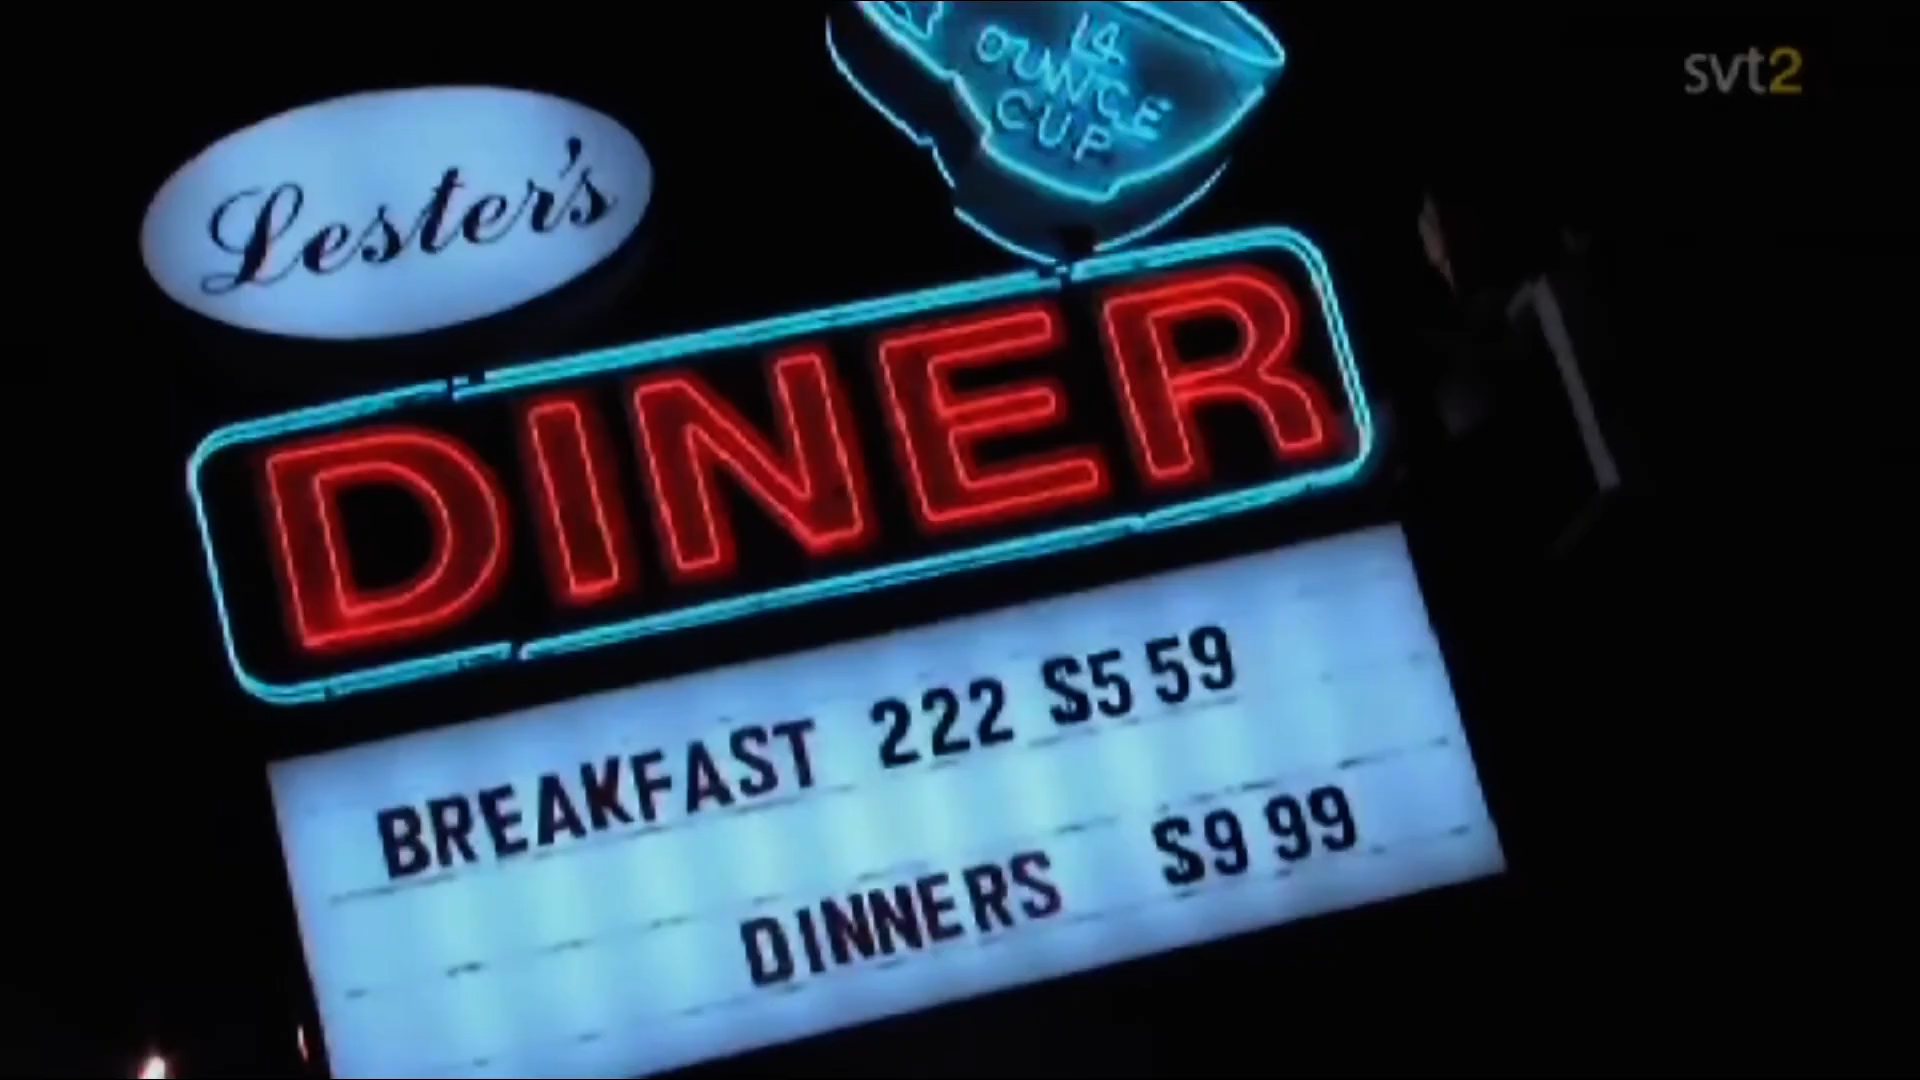 svt2
14
OUNCE
CUP
Lester's
DINER
BREAKFAST 222 $5 59
DINNERS $9 99